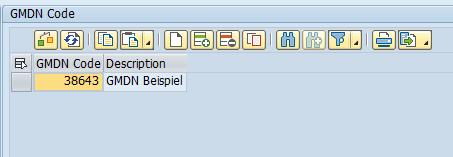 GMDN Code
GMDN Code Description
38643 GMDN Beispiel